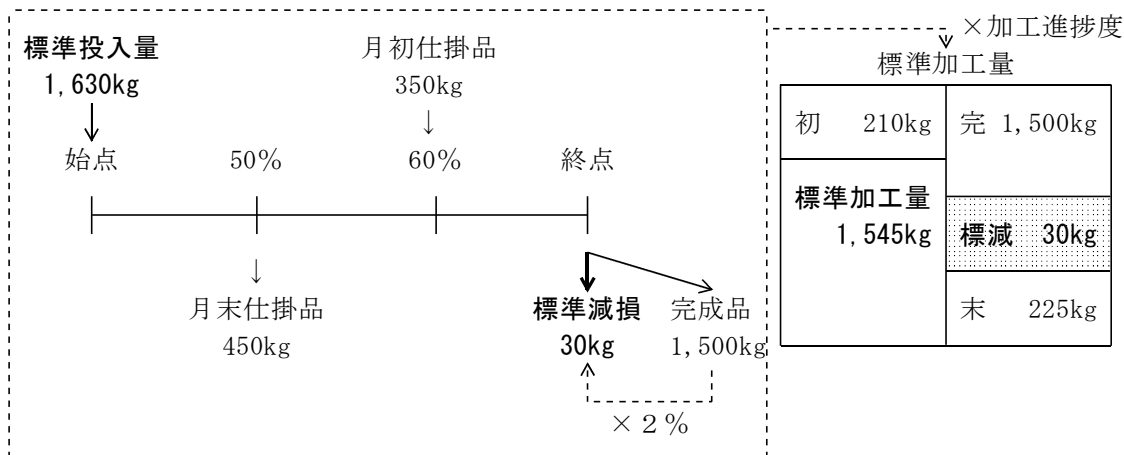 ×加工進捗度
標準投入量
1,630kg
月初仕掛品
350kg
標準加工量
始点
50%
60%
終点
初 210kg
完 1,500kg
標準加工量
1,545kg
標減 30kg
末 225kg
月末仕掛品
450kg
標準減損
30kg
完成品
1,500kg
×2%